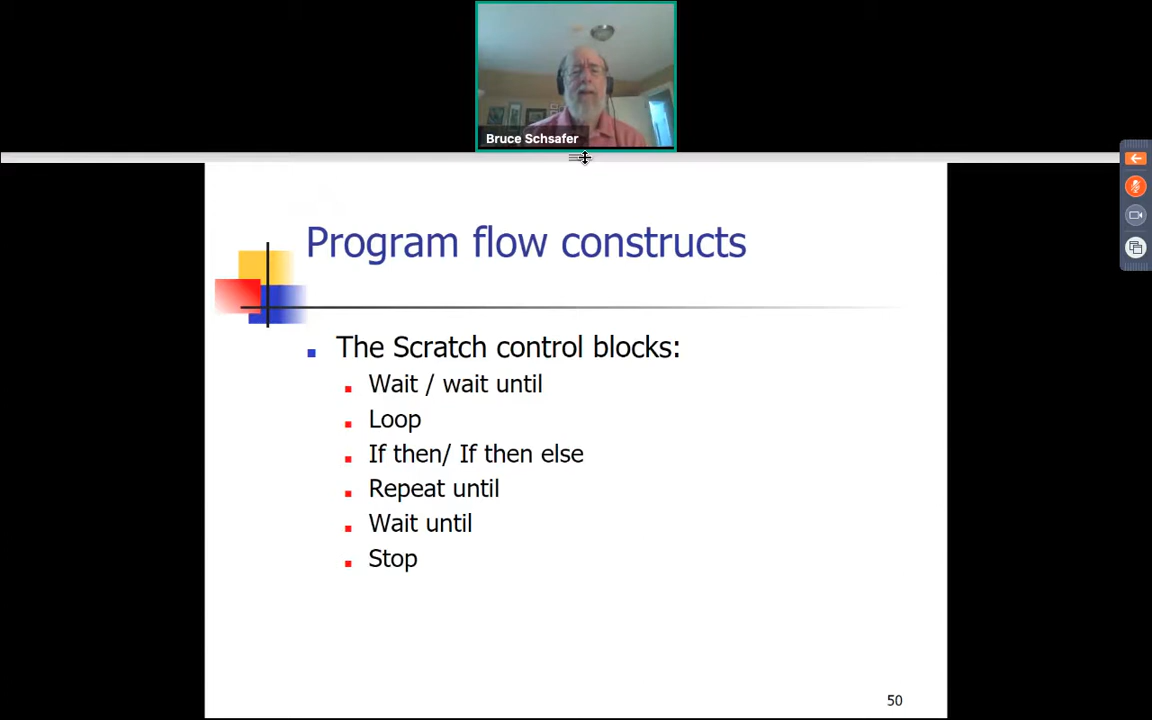 Bruce Schsafer
Program flow constructs
The Scratch control blocks:
Wait / wait until
Loop
If then/ If then else
Repeat until
Wait until
Stop
50